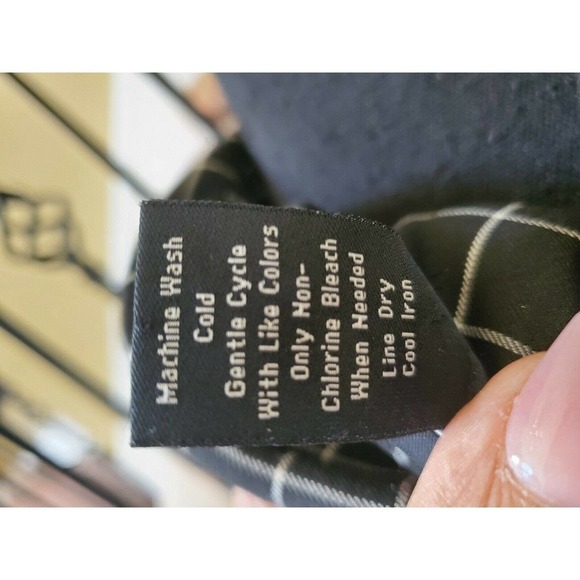 Machine Wash
Cold
Gentle Cycle
With Like Colors
Only Non-
Chlorine Bleach
When Needed
Line Dry
Cool Iron